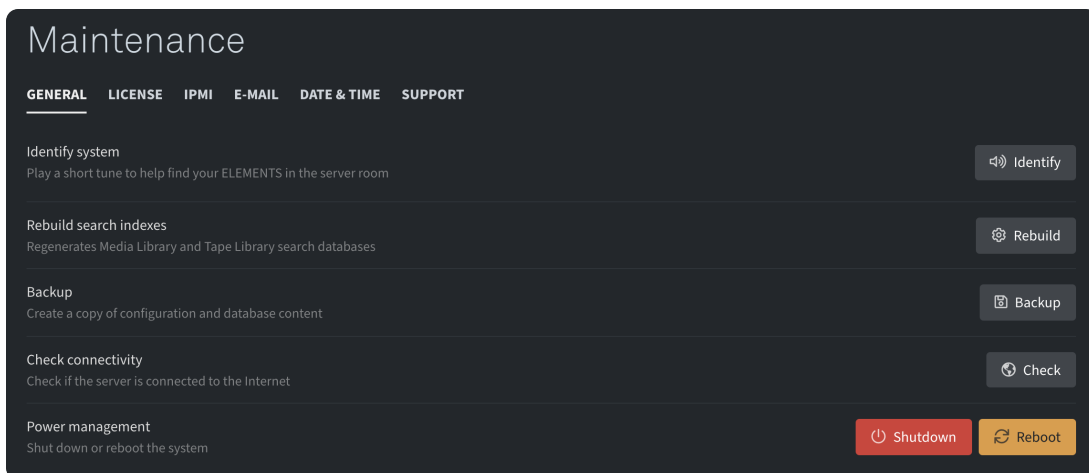 Maintenance
GENERAL LICENSE IPMI E-MAIL DATE & TIME SUPPORT
Identify system
Play a short tune to help find your ELEMENTS in the server room
Identify
Rebuild search indexes
Regenerates Media Library and Tape Library search databases
Rebuild
Backup
Create a copy of configuration and database content
Backup
Check connectivity
Check if the server is connected to the Internet
Check
Power management
Shut down or reboot the system
Shutdown Reboot